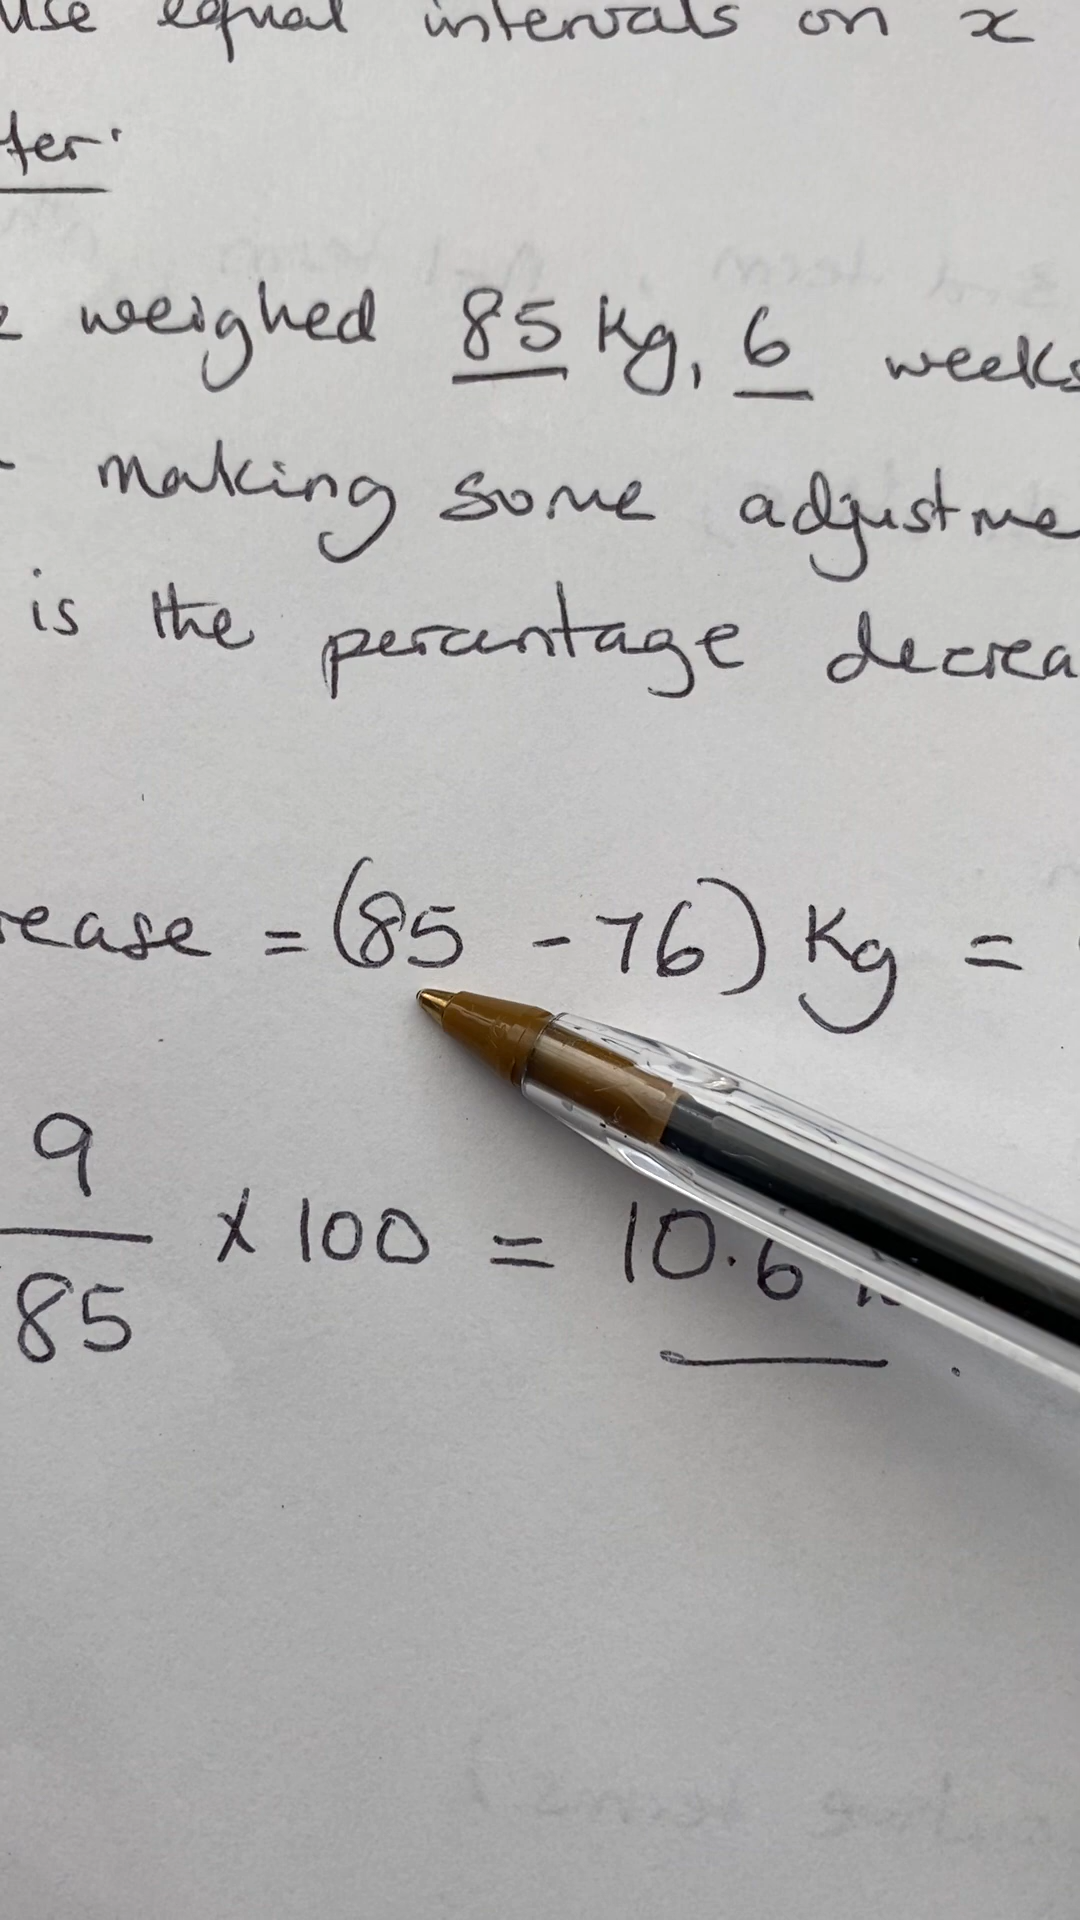 use equal intervals on x
weighed 85 Kg, 6 weeks
making some adjustme
is the percentage decrea
rease = (85 - 76) Kg =
9
85
x 100 = 10.6